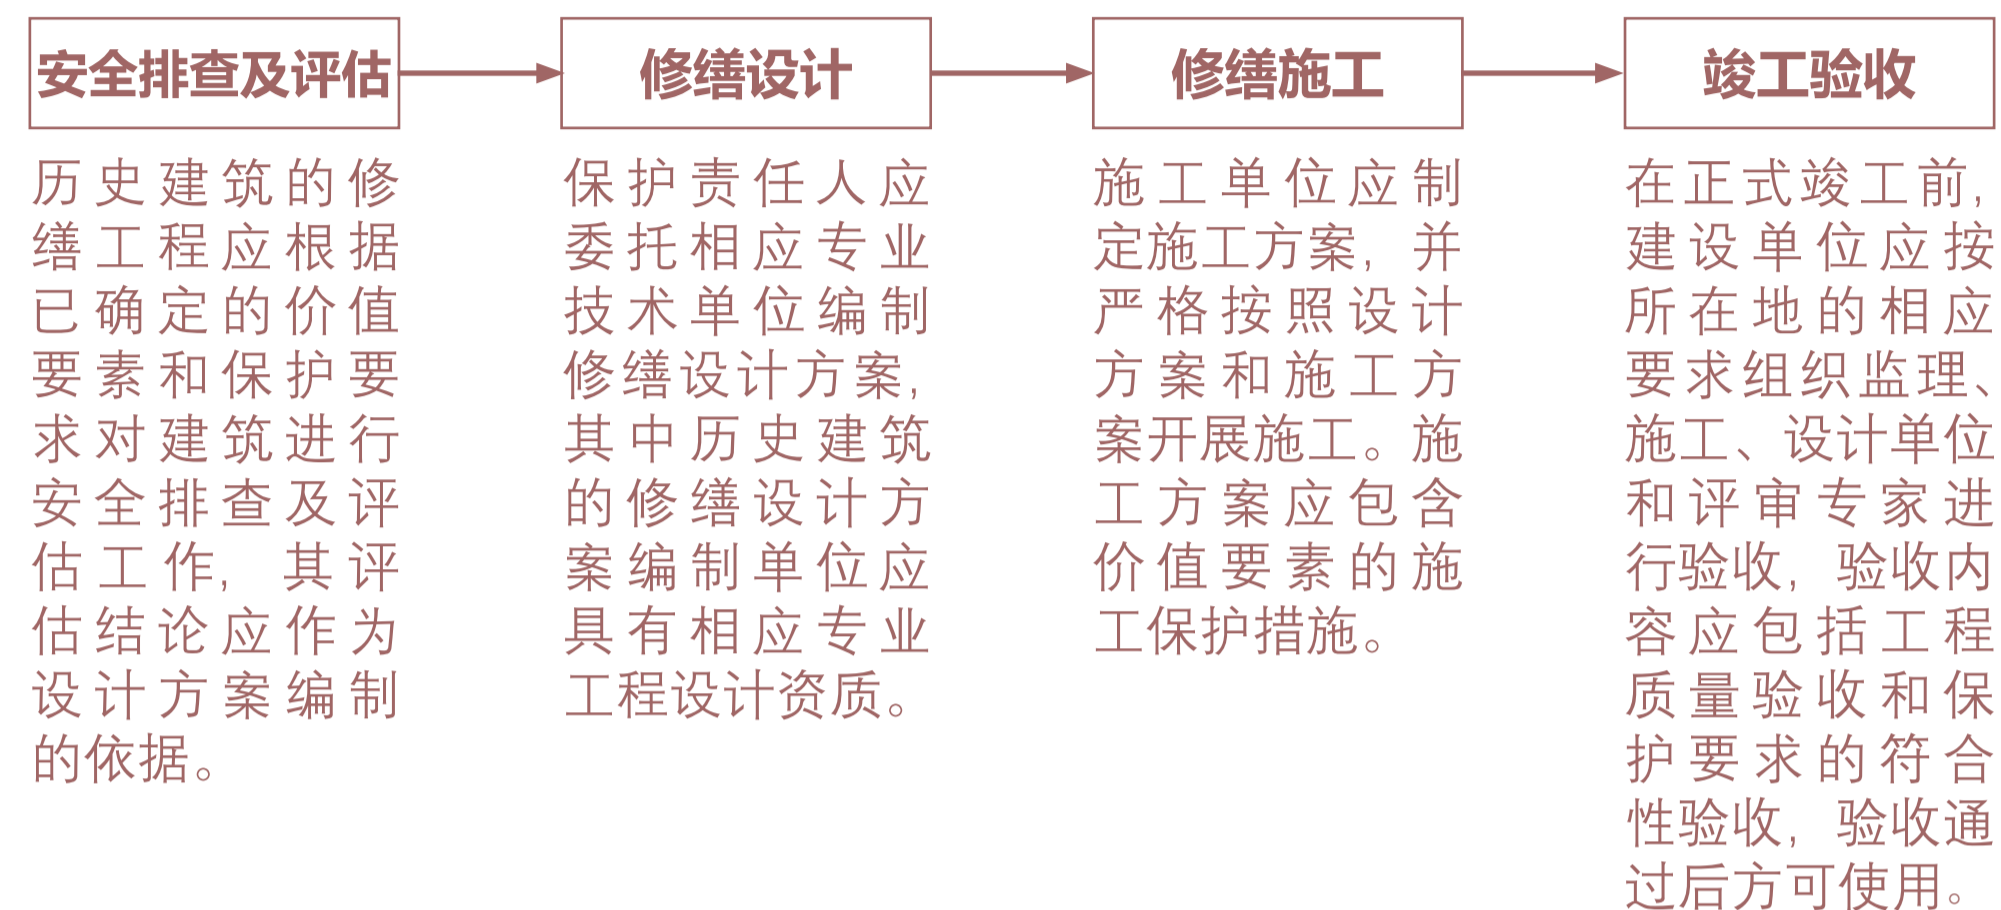 安全排查及评估
历史建筑的修
缮工程应根据
已确定的价值
要素和保护要
求对建筑进行
安全排查及评
估工作，其评
估结论应作为
设计方案编制
的依据。
修缮设计
保护责任人应
委托相应专业
技术单位编制
修缮设计方案，
其中历史建筑
的修缮设计方
案编制单位应
具有相应专业
工程设计资质。
修缮施工
施工单位应制
定施工方案，并
严格按照设计
方案和施工方
案开展施工。施
工方案应包含
价值要素的施
工保护措施。
竣工验收
在正式竣工前，
建设单位应按
所在地的相应
要求组织监理、
施工、设计单位
和评审专家进
行验收，验收内
容应包括工程
质量验收和保
护要求的符合
性验收，验收通
过后方可使用。